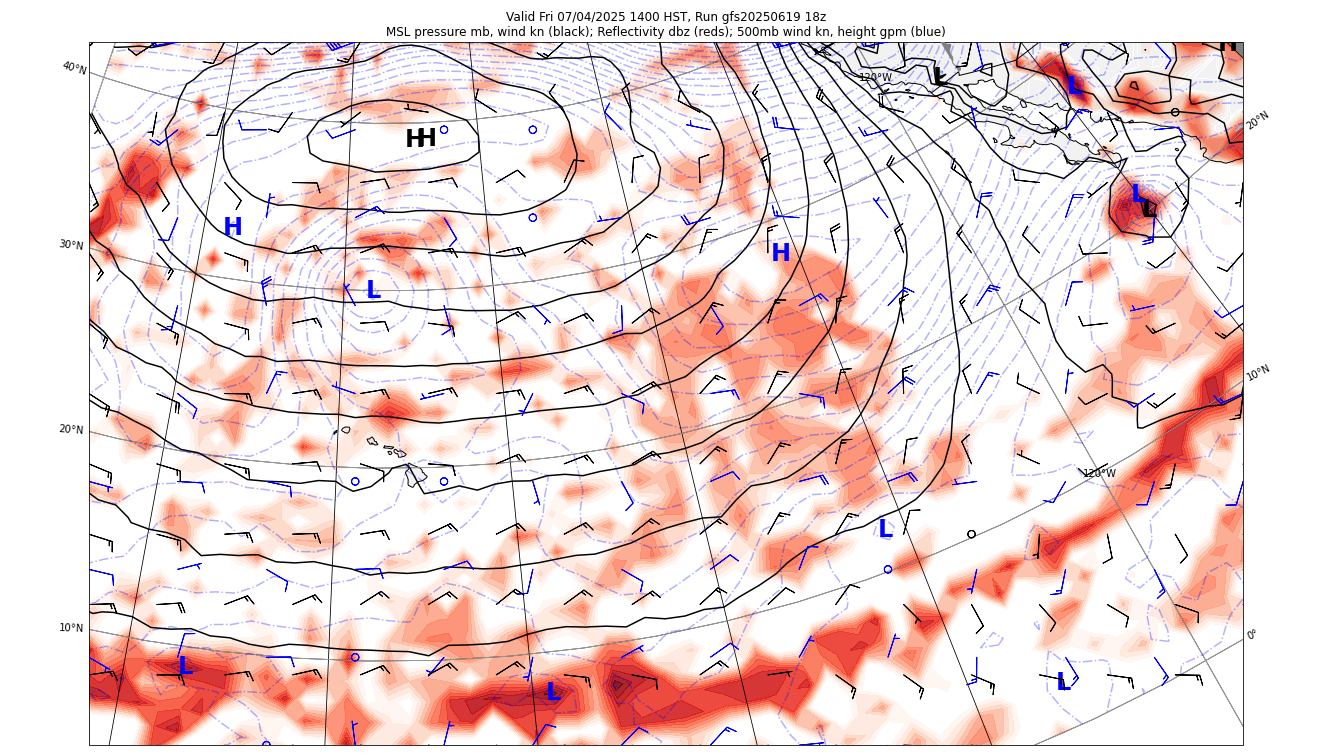 Valid Fri 07/04/2025 1400 HST, Run gfs20250619 18z
MSL pressure mb, wind kn (black); Reflectivity dbz (reds); 500mb wind kn, height gpm (blue)
H
40°N
120°W
L
L
20°N
HH
L
L
H
30°N
H
L
10°N
20°N
120°W
L
10°N
0°
L
L
L